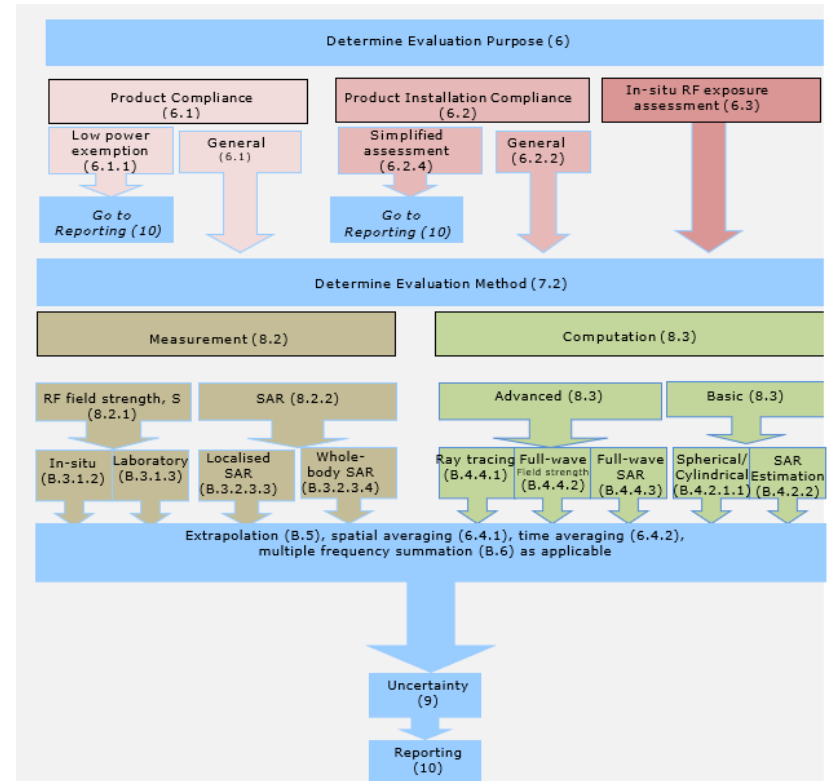 Determine Evaluation Purpose (6)
Product Compliance
(6.1)
Product Installation Compliance
(6.2)
In-situ RF exposure
assessment (6.3)
Low power
exemption
(6.1.1)
General
(6.1)
Simplified
assessment
(6.2.4)
General
(6.2.2)
Go to
Reporting (10)
Go to
Reporting (10)
Determine Evaluation Method (7.2)
Measurement (8.2)
Computation (8.3)
RF field strength, S
(8.2.1)
SAR (8.2.2)
Advanced (8.3)
Basic (8.3)
In-situ
(B.3.1.2)
Laboratory
(B.3.1.3)
Localised
SAR
(B.3.2.3.3)
Whole-
body SAR
(B.3.2.3.4)
Ray tracing
(B.4.4.1)
Full-wave
Field strength
(B.4.4.2)
Full-wave
SAR
(B.4.4.3)
Spherical/
Cylindrical
(B.4.2.1.1)
SAR
Estimation
(B.4.2.2)
Extrapolation (B.5), spatial averaging (6.4.1), time averaging (6.4.2),
multiple frequency summation (B.6) as applicable
Uncertainty
(9)
Reporting
(10)